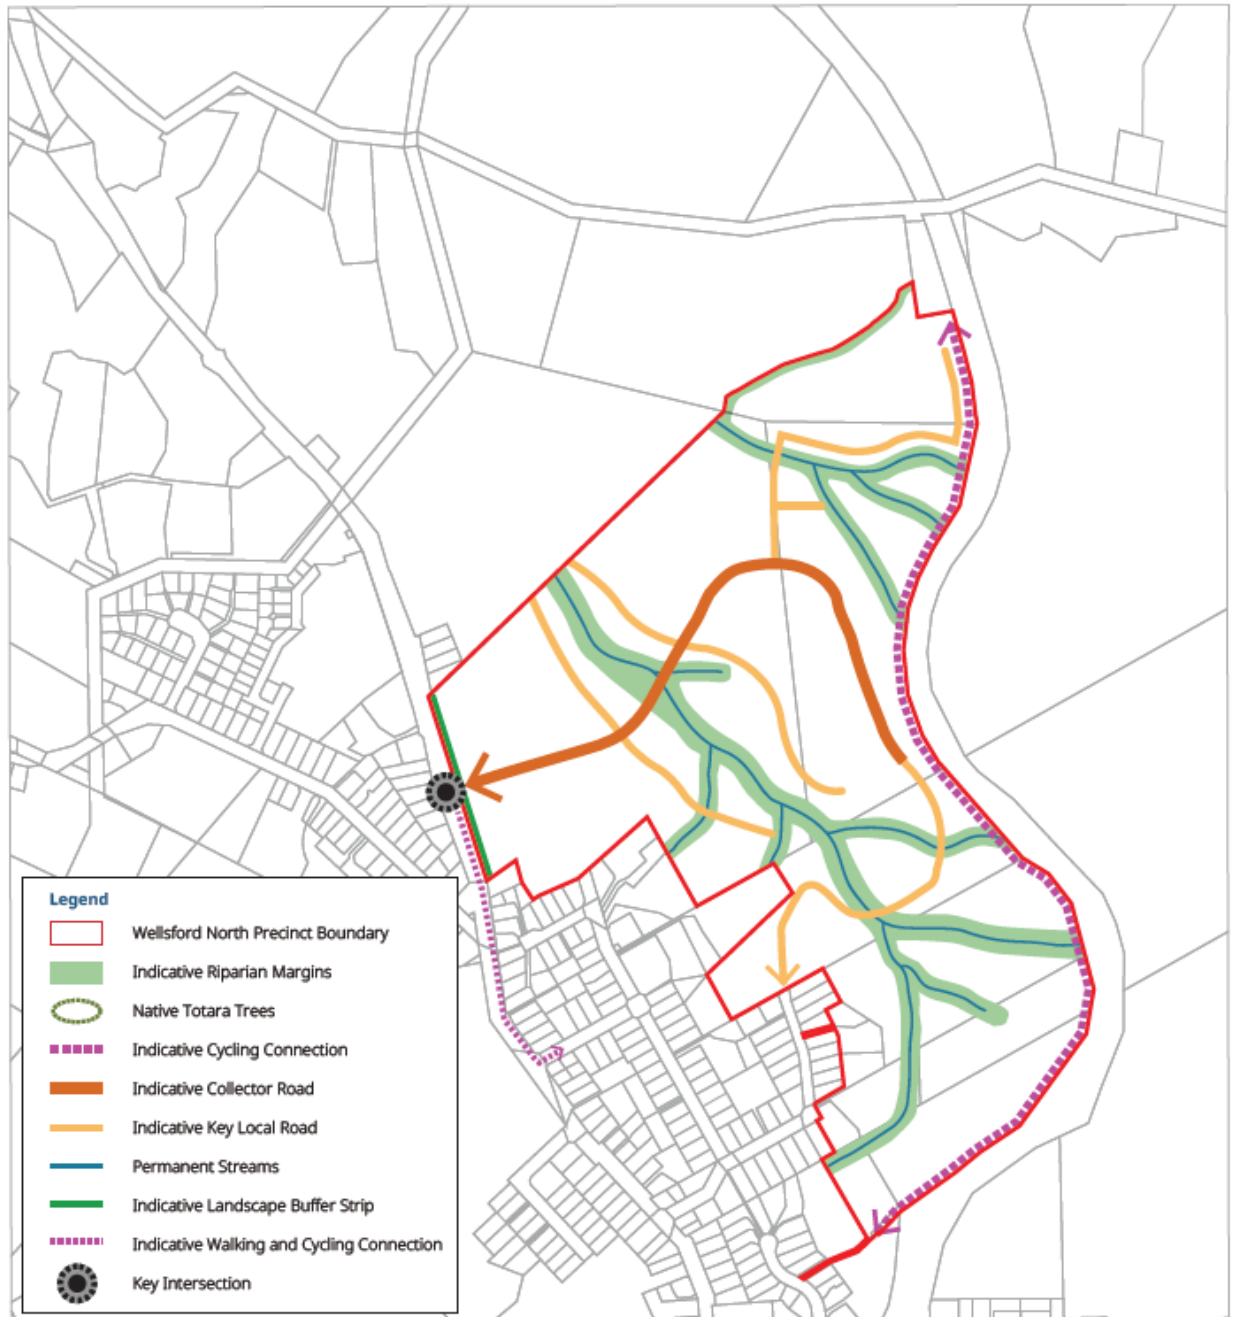 Legend
Wellsford North Precinct Boundary
Indicative Riparian Margins
Native Totara Trees
Indicative Cycling Connection
Indicative Collector Road
Indicative Key Local Road
Permanent Streams
Indicative Landscape Buffer Strip
Indicative Walking and Cycling Connection
Key Intersection